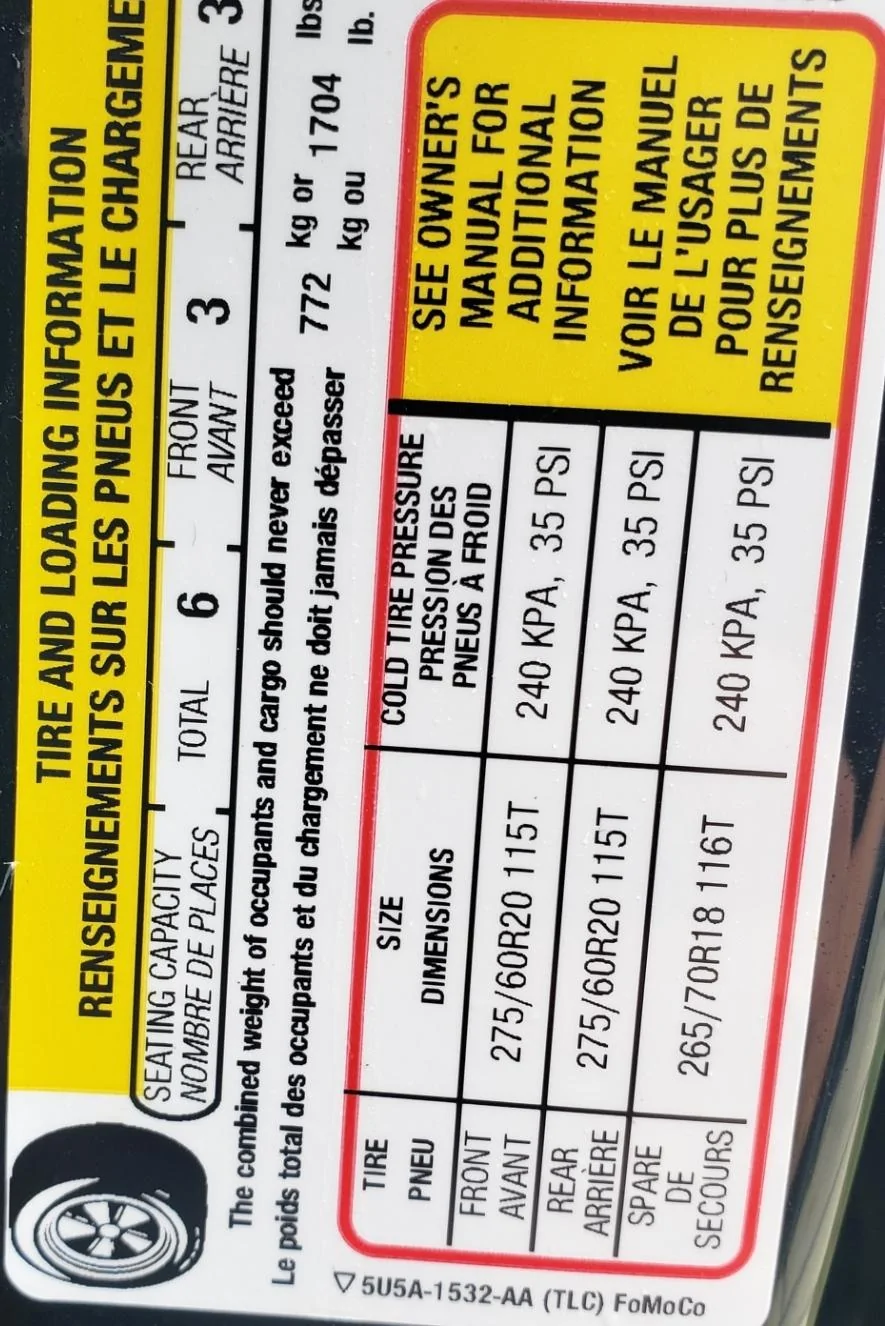 TIRE AND LOADING INFORMATION
RENSEIGNEMENTS SUR LES PNEUS ET LE CHARGEME
SEATING CAPACITY
NOMBRE DE PLACES
TOTAL 6
FRONT
AVANT
3
REAR
ARRIÈRE
3
The combined weight of occupants and cargo should never exceed
Le poids total des occupants et du chargement ne doit jamais dépasser
772
kg or
kg ou
1704
lbs
lb.
TIRE
PNEU
SIZE
DIMENSIONS
COLD TIRE PRESSURE
PRESSION DES
PNEUS À FROID
FRONT
AVANT
275/60R20 115T
240 KPA, 35 PSI
REAR
ARRIÈRE
275/60R20 115T
240 KPA, 35 PSI
SPARE
DE
SECOURS
265/70R18 116T
240 KPA, 35 PSI
SEE OWNER'S
MANUAL FOR
ADDITIONAL
INFORMATION
VOIR LE MANUEL
DE L'USAGER
POUR PLUS DE
RENSEIGNEMENTS
5U5A-1532-AA (TLC) FoMoCo